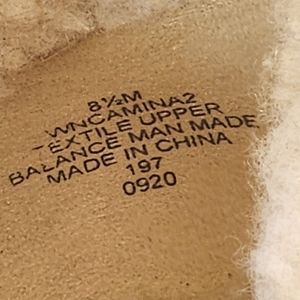 8½M
WNCAMINA2
TEXTILE UPPER
BALANCE MAN MADE
MADE IN CHINA
197
0920